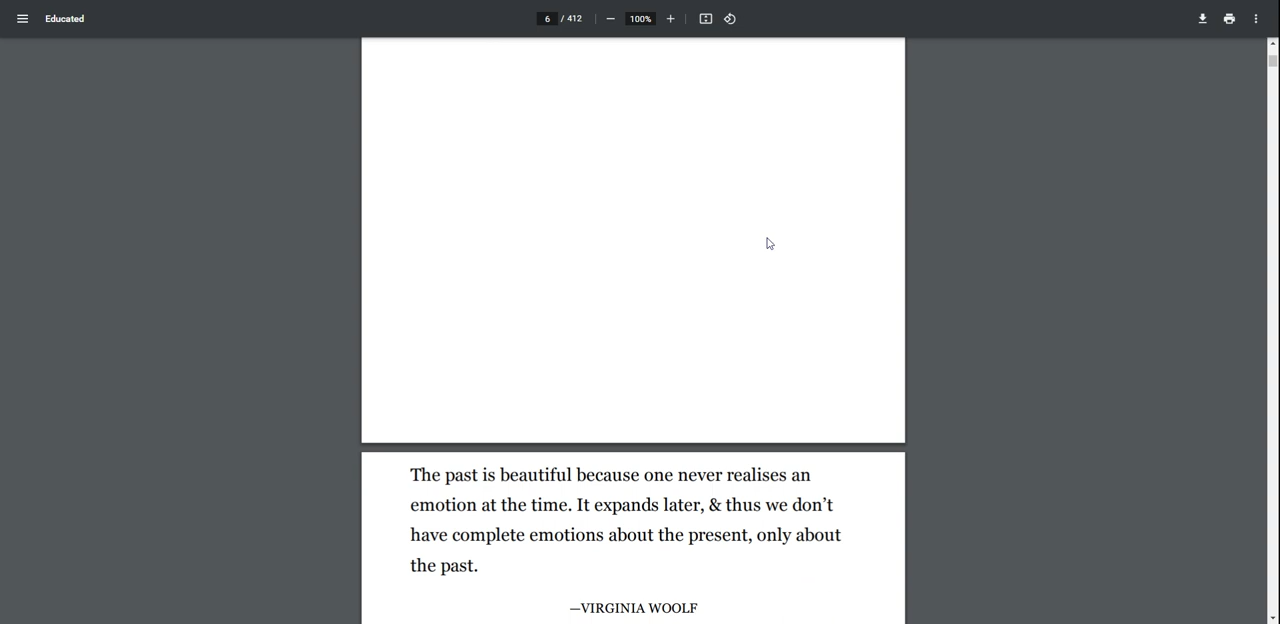 Educated
6 / 412
100%
The past is beautiful because one never realises an
emotion at the time. It expands later, & thus we don’t
have complete emotions about the present, only about
the past.
—VIRGINIA WOOLF